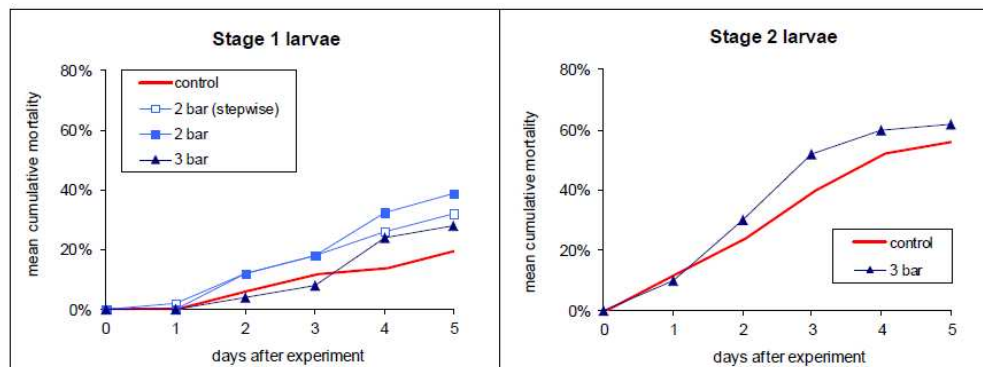 Stage 1 larvae
mean cumulative mortality
80%
60%
40%
20%
0%
control
2 bar (stepwise)
2 bar
3 bar
0 1 2 3 4 5
days after experiment
Stage 2 larvae
mean cumulative mortality
80%
60%
40%
20%
0%
control
3 bar
0 1 2 3 4 5
days after experiment